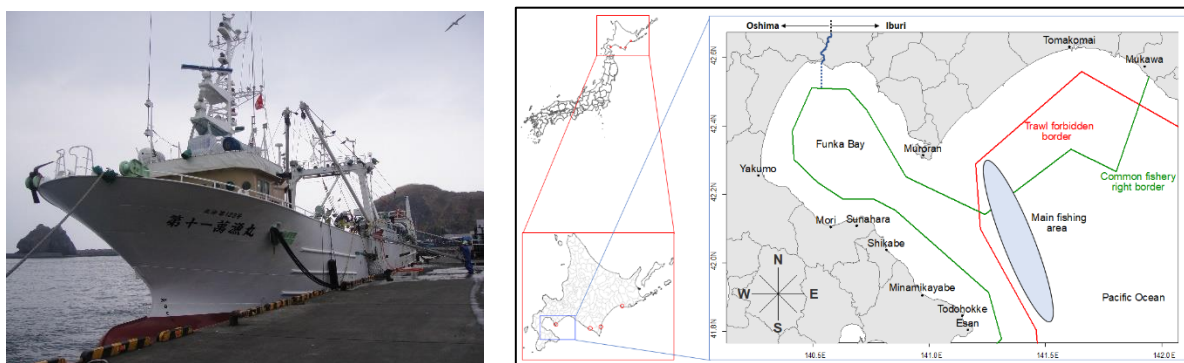 第十一萬漁丸
Oshima
Iburi
Tomakomai
Mukawa
42.6N
42.4N
42.2N
42.0N
41.8N
Trawl forbidden
border
Funka Bay
Muroran
Yakumo
Common fishery
right border
Main fishing
area
Mori
Sunahara
Shikabe
N
W E
S
Minamikayabe
Pacific Ocean
Todohokke
Esan
140.5E
141.0E
141.5E
142.0E